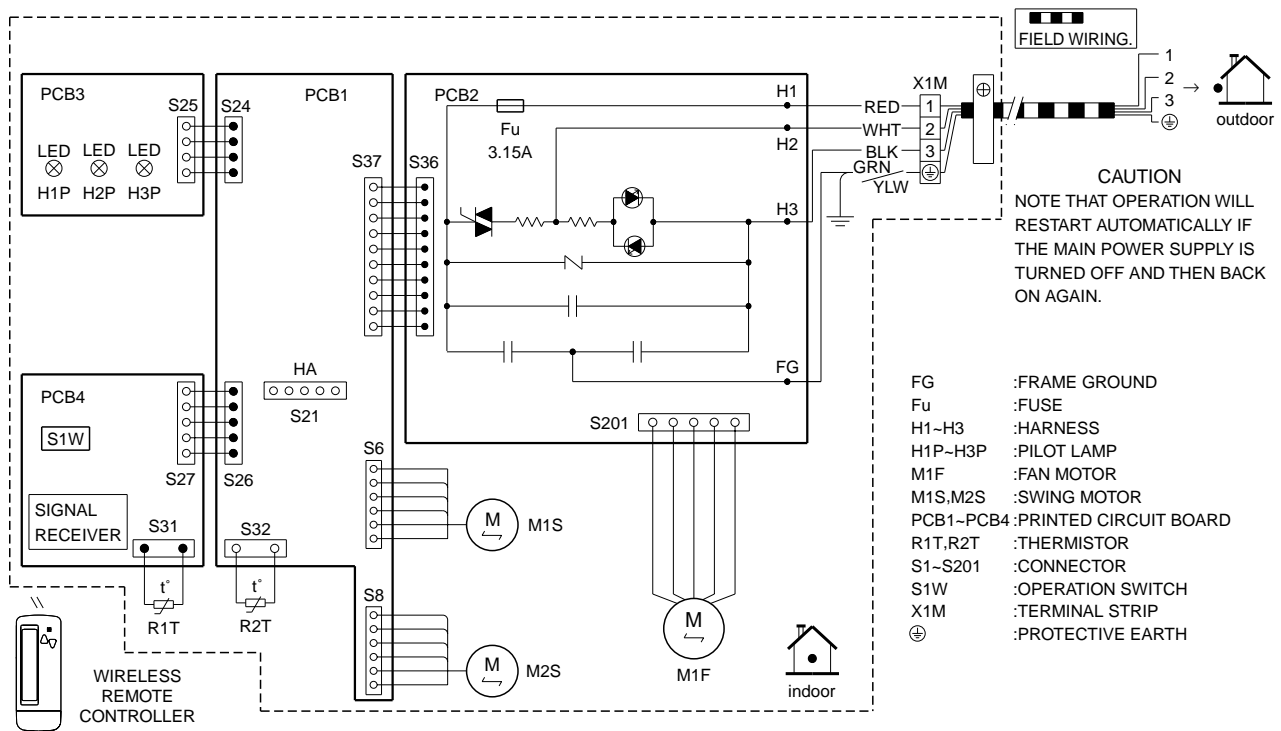 FIELD WIRING.
1
2
3
→
outdoor
PCB3
S25
S24
PCB1
PCB2
H1
X1M
RED
1
Fu
3.15A
WHT
2
H2
LED LED LED
H1P H2P H3P
S37
S36
BLK
3
GRN
YLW
H3
CAUTION
NOTE THAT OPERATION WILL
RESTART AUTOMATICALLY IF
THE MAIN POWER SUPPLY IS
TURNED OFF AND THEN BACK
ON AGAIN.
HA
S21
FG
PCB4
S1W
S27
S26
S201
S6
SIGNAL
RECEIVER
S31
S32
M
M1S
t°
R1T
t°
R2T
S8
M
M2S
M
M1F
indoor
WIRELESS
REMOTE
CONTROLLER
FG :FRAME GROUND
Fu :FUSE
H1~H3 :HARNESS
H1P~H3P :PILOT LAMP
M1F :FAN MOTOR
M1S,M2S :SWING MOTOR
PCB1~PCB4 :PRINTED CIRCUIT BOARD
R1T,R2T :THERMISTOR
S1~S201 :CONNECTOR
S1W :OPERATION SWITCH
X1M :TERMINAL STRIP
:PROTECTIVE EARTH